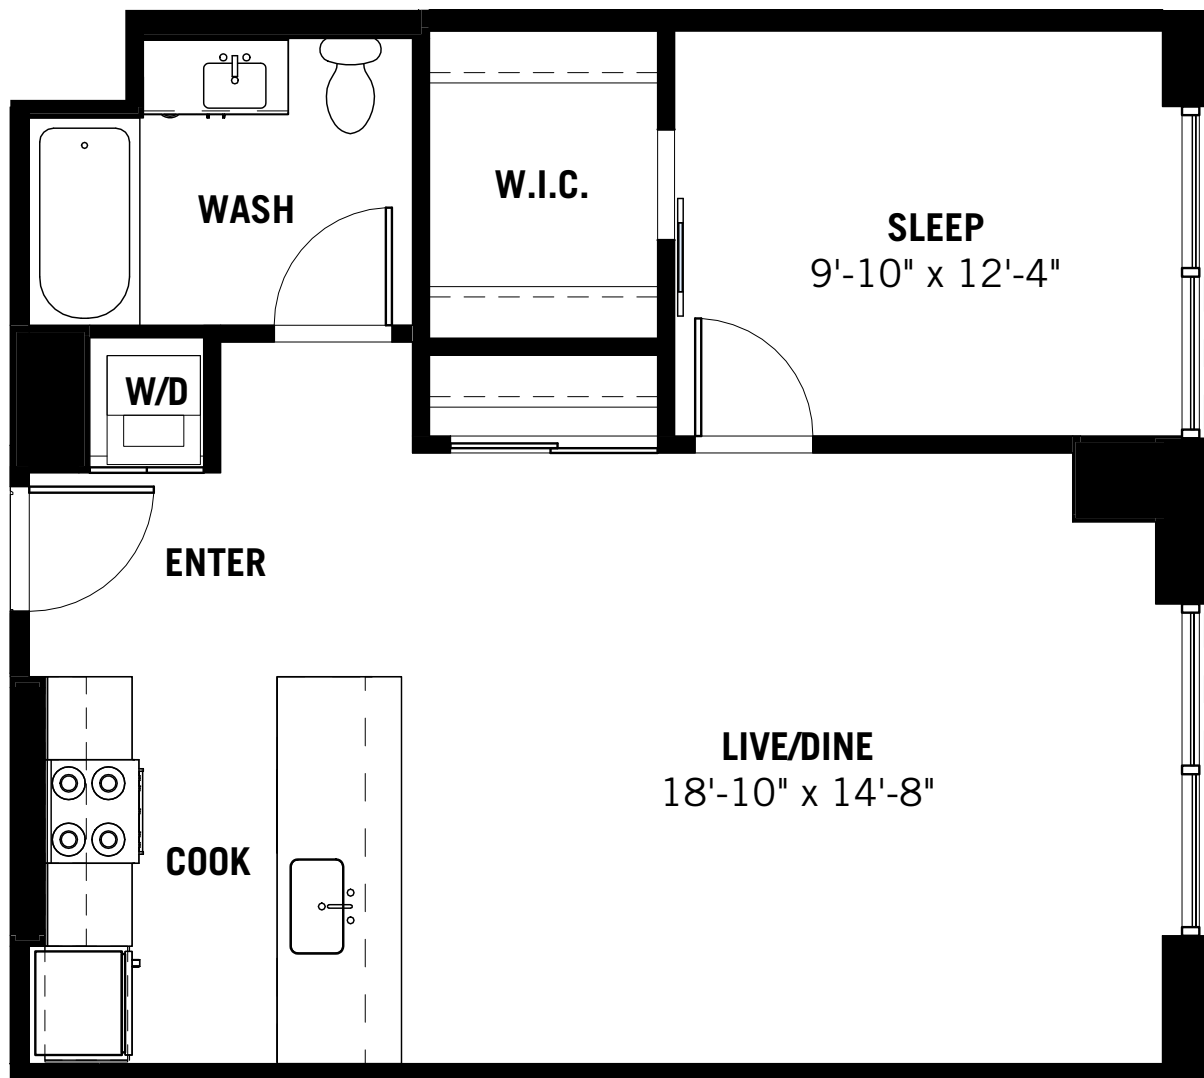 WASH
W.I.C.
SLEEP
9'-10" x 12'-4"
W/D
ENTER
LIVE/DINE
18'-10" x 14'-8"
COOK